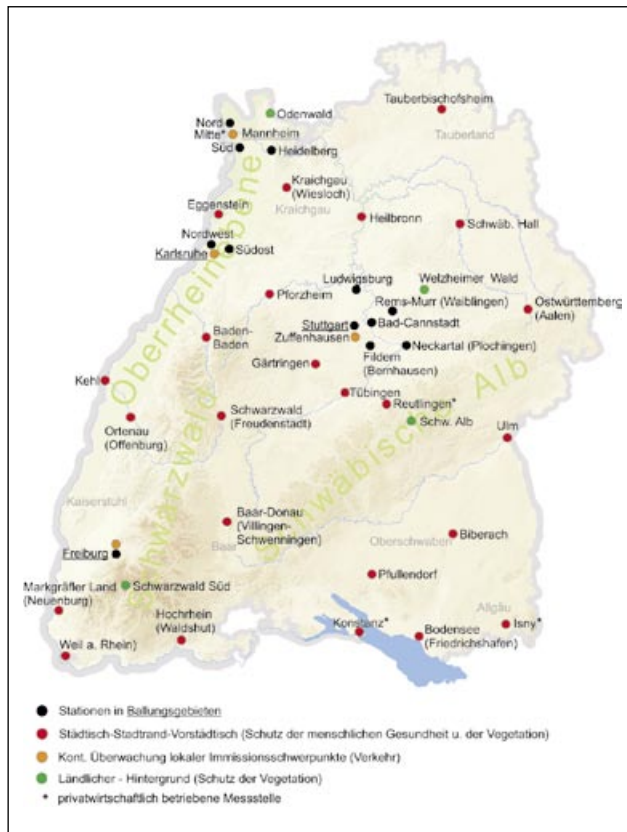 Tauberbischofsheim
Odenwald
Nord
Mitte*
Mannheim
Tauberland
Süd
Heidelberg
Kraichgau
(Wiesloch)
Eggenstein
Kraichgau
Heilbronn
Schwäb. Hall
Nordwest
Südost
Karlsruhe
Oberrheinebene
Ludwigsburg
Welzheimer Wald
Pforzheim
Rems-Murr (Waiblingen)
Ostwürttemberg
(Aalen)
Stuttgart
Bad-Cannstadt
Baden-
Baden
Zuffenhausen
Neckartal (Plochingen)
Fildern
(Bernhausen)
Gärtringen
Kehl
Tübingen
Reutlingen*
Schwarzwald
(Freudenstadt)
Ortenau
(Offenburg)
Schw. Alb
Ulm
Schwarzwald
Schwäbische Alb
Kaiserstuhl
Baar-Donau
(Villingen-
Schwenningen)
Baar
Oberschwaben
Biberach
Freiburg
Pfullendorf
Markgräfler Land
(Neuenburg)
Schwarzwald Süd
Hochrhein
(Waldshut)
Allgäu
Konstanz*
Isny*
Bodensee
(Friedrichshafen)
Weil a. Rhein)
Stationen in Ballungsgebieten
Städtisch-Stadtrand-Vorstädtisch (Schutz der menschlichen Gesundheit u. der Vegetation)
Kont. Überwachung lokaler Immissionsschwerpunkte (Verkehr)
Ländlicher - Hintergrund (Schutz der Vegetation)
* privatwirtschaftlich betriebene Messstelle